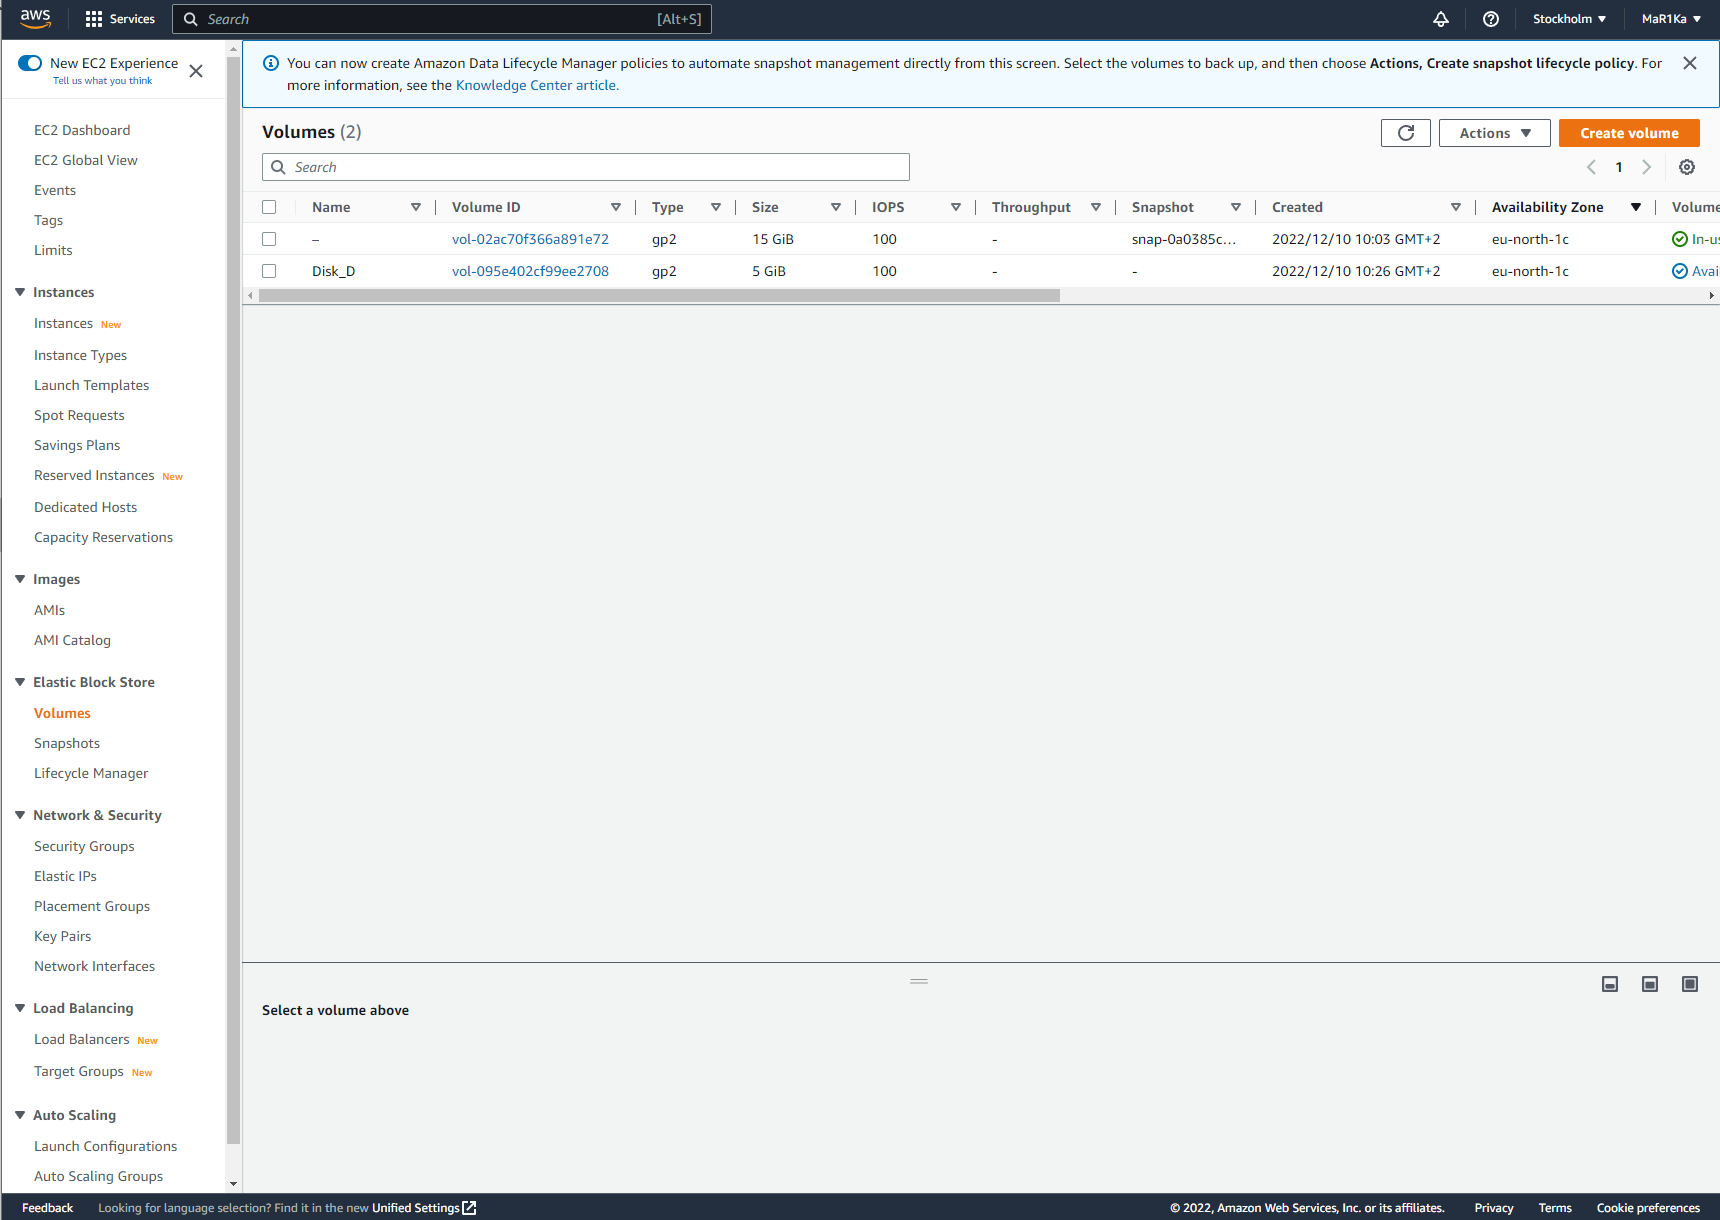 aws
Services
Search
[Alt+S]
Stockholm
MaR1Ka
New EC2 Experience
Tell us what you think
You can now create Amazon Data Lifecycle Manager policies to automate snapshot management directly from this screen. Select the volumes to back up, and then choose Actions, Create snapshot lifecycle policy. For
more information, see the Knowledge Center article.
EC2 Dashboard
EC2 Global View
Events
Tags
Limits
Instances
Instances New
Instance Types
Launch Templates
Spot Requests
Savings Plans
Reserved Instances New
Dedicated Hosts
Capacity Reservations
Images
AMIs
AMI Catalog
Elastic Block Store
Volumes
Snapshots
Lifecycle Manager
Network & Security
Security Groups
Elastic IPs
Placement Groups
Key Pairs
Network Interfaces
Load Balancing
Load Balancers New
Target Groups New
Auto Scaling
Launch Configurations
Auto Scaling Groups
Volumes (2)
Actions
Create volume
Search
1
Name Volume ID Type Size IOPS Throughput Snapshot Created Availability Zone Volume
– vol-02ac70f366a891e72 gp2 15 GiB 100 - snap-0a0385c... 2022/12/10 10:03 GMT+2 eu-north-1c In-us
Disk_D vol-095e402cf99ee2708 gp2 5 GiB 100 - - 2022/12/10 10:26 GMT+2 eu-north-1c Avai
Select a volume above
Feedback Looking for language selection? Find it in the new Unified Settings © 2022, Amazon Web Services, Inc. or its affiliates. Privacy Terms Cookie preferences